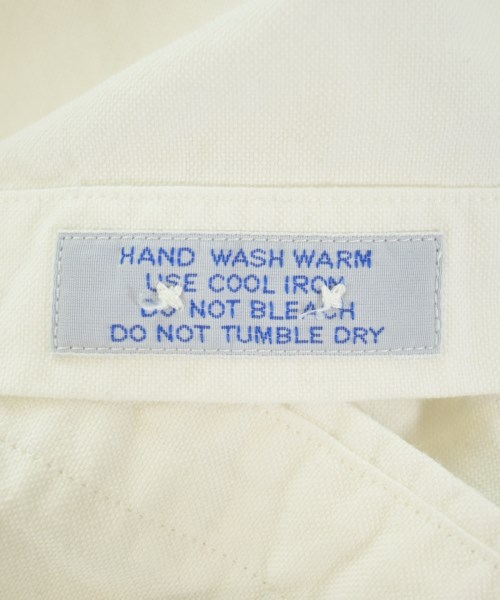 HAND WASH WARM
USE COOL IRON
DO NOT BLEACH
DO NOT TUMBLE DRY